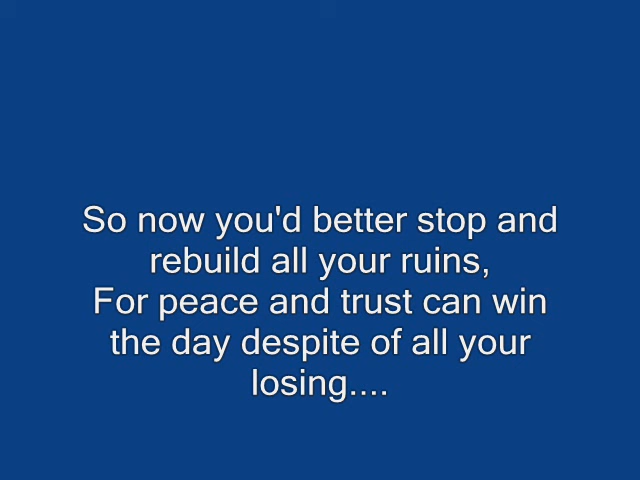 So now you'd better stop and
rebuild all your ruins,
For peace and trust can win
the day despite of all your
losing....